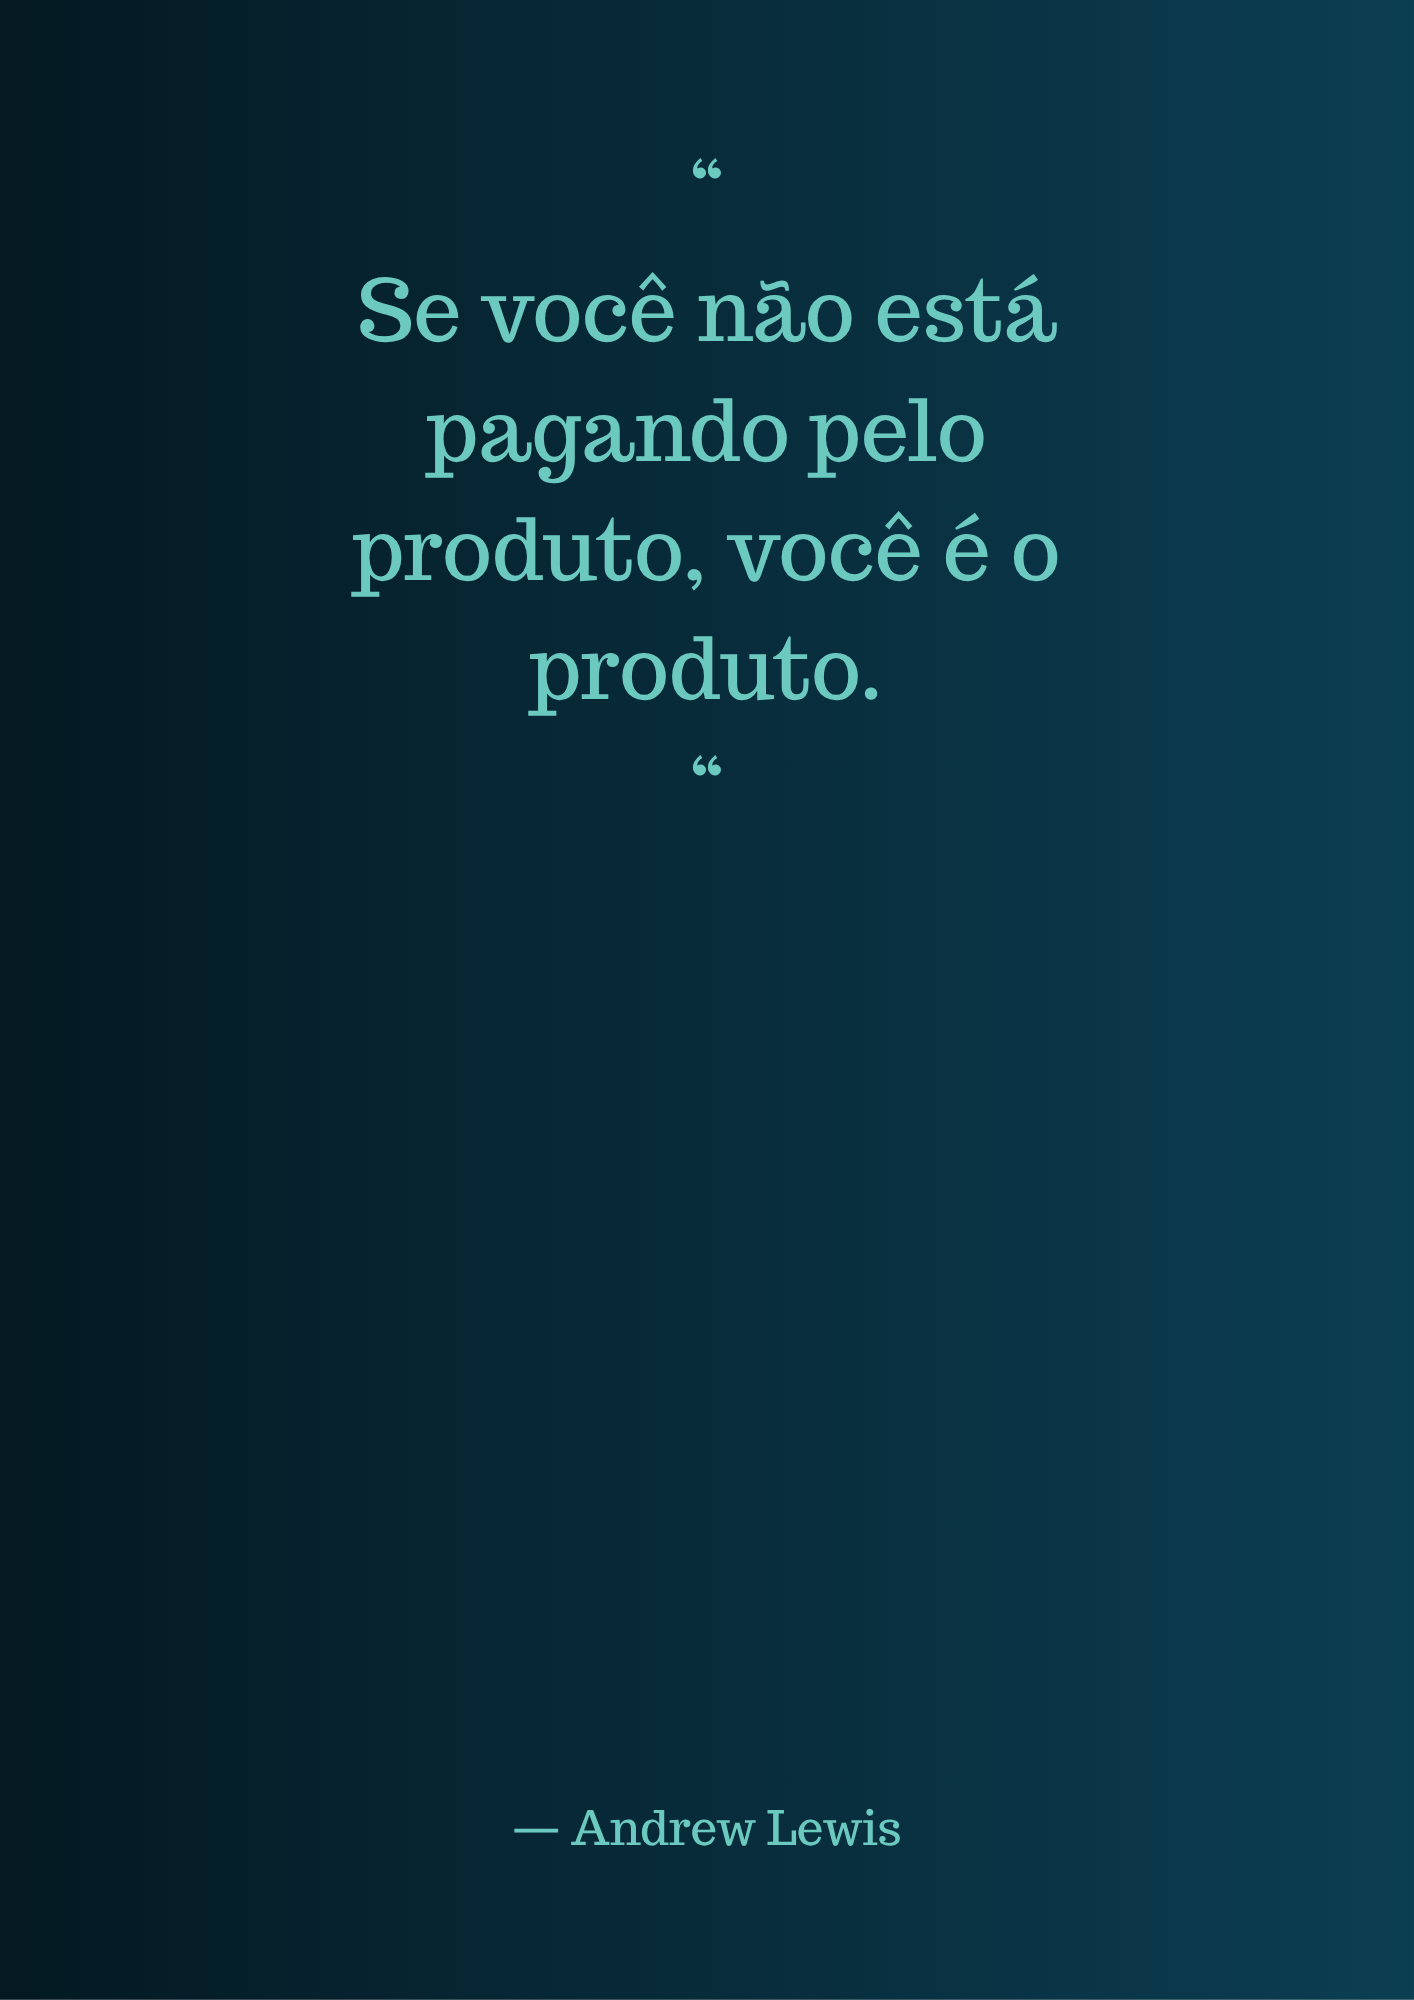 “
Se você não está
pagando pelo
produto, você é o
produto.
“
— Andrew Lewis